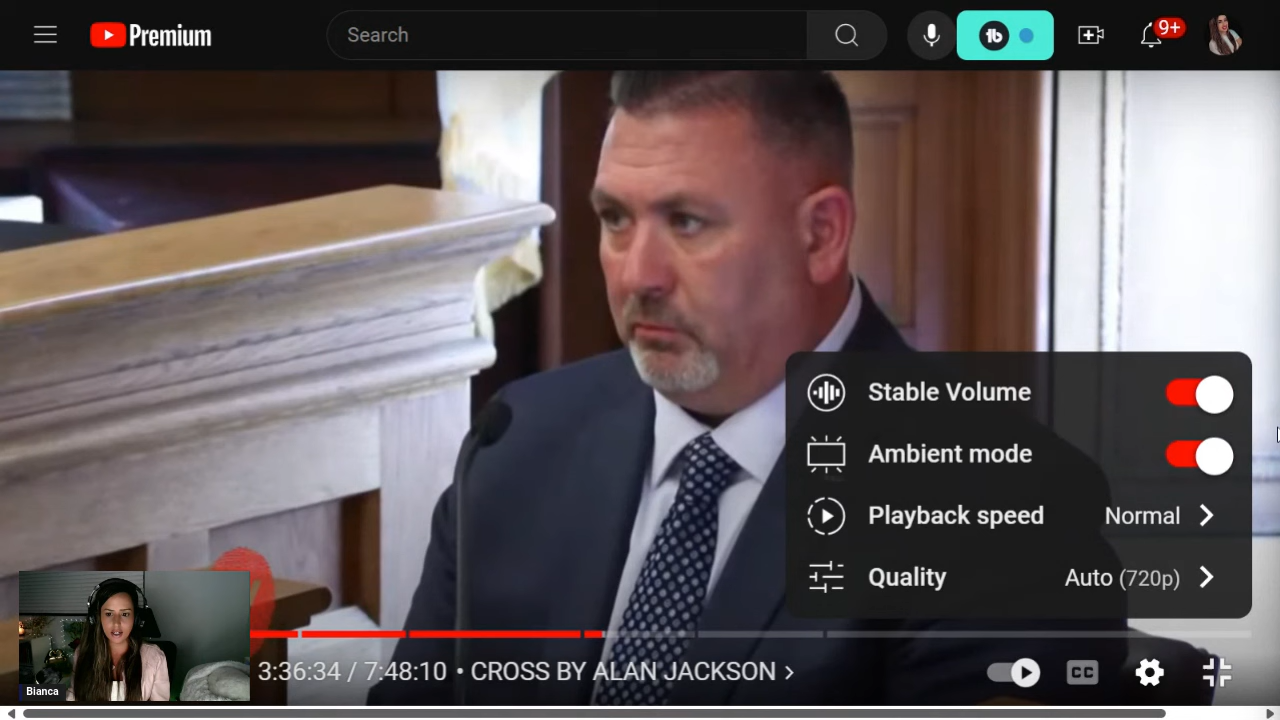 Premium
Search
9+
Stable Volume
Ambient mode
Playback speed Normal
Quality Auto (720p)
3:36:34 / 7:48:10 • CROSS BY ALAN JACKSON
CC
Bianca